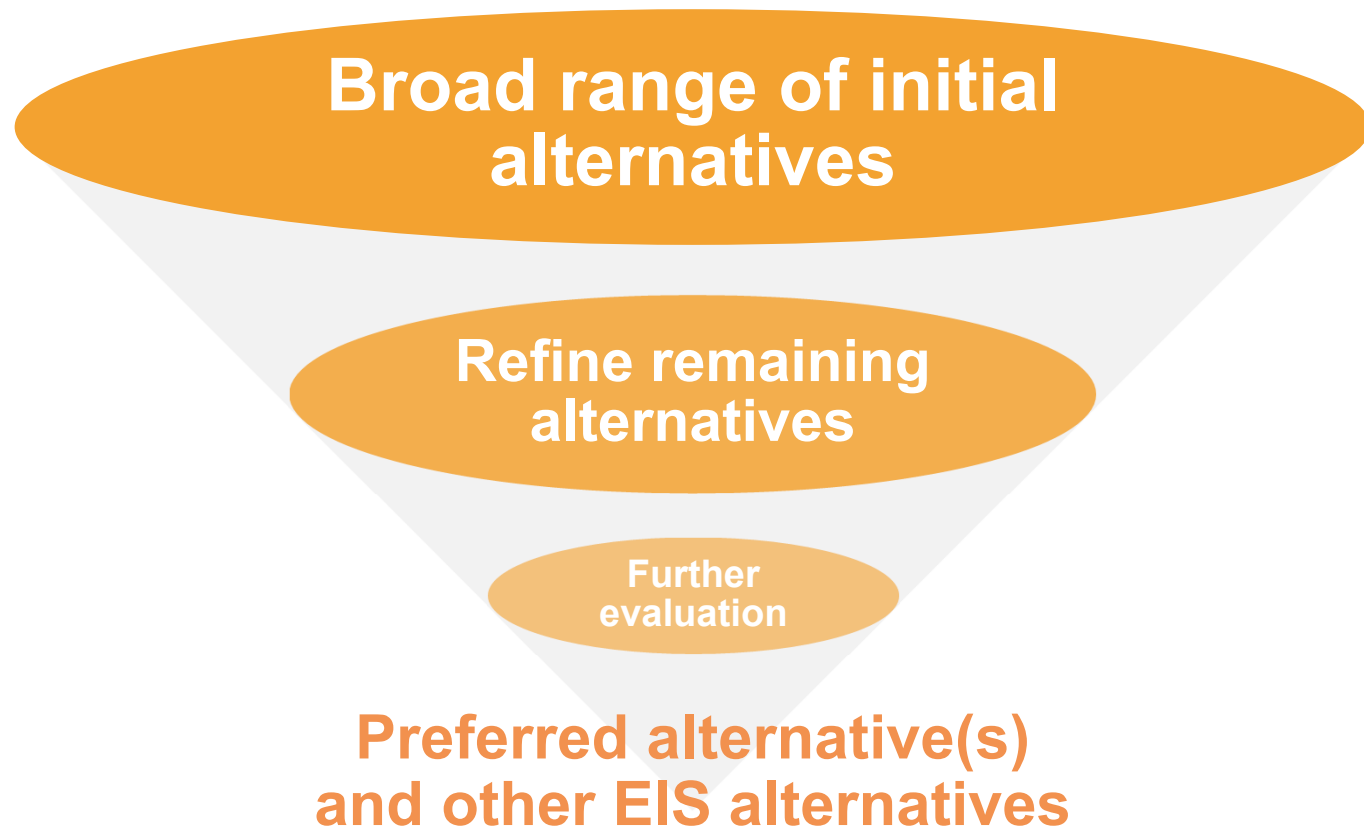 Broad range of initial
alternatives
Refine remaining
alternatives
Further
evaluation
Preferred alternative(s)
and other EIS alternatives